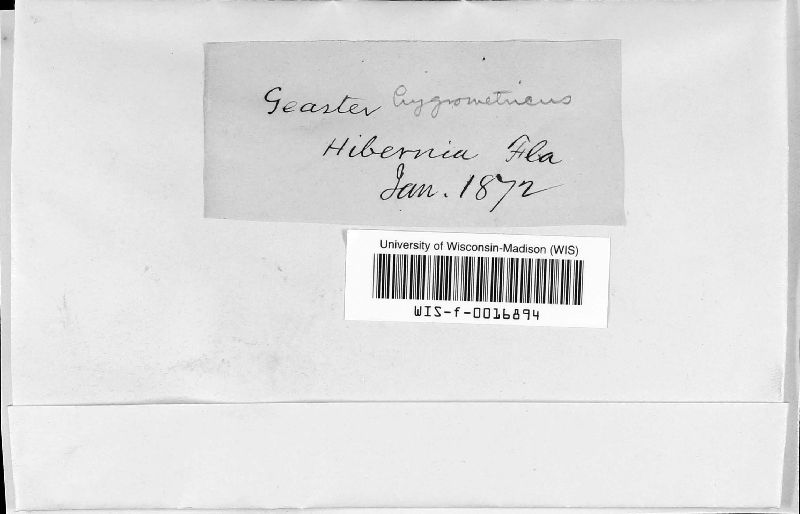 Geaster hygrometricus
Hibernia Fla
Jan. 1872
University of Wisconsin-Madison (WIS)
WIS-f-0016894